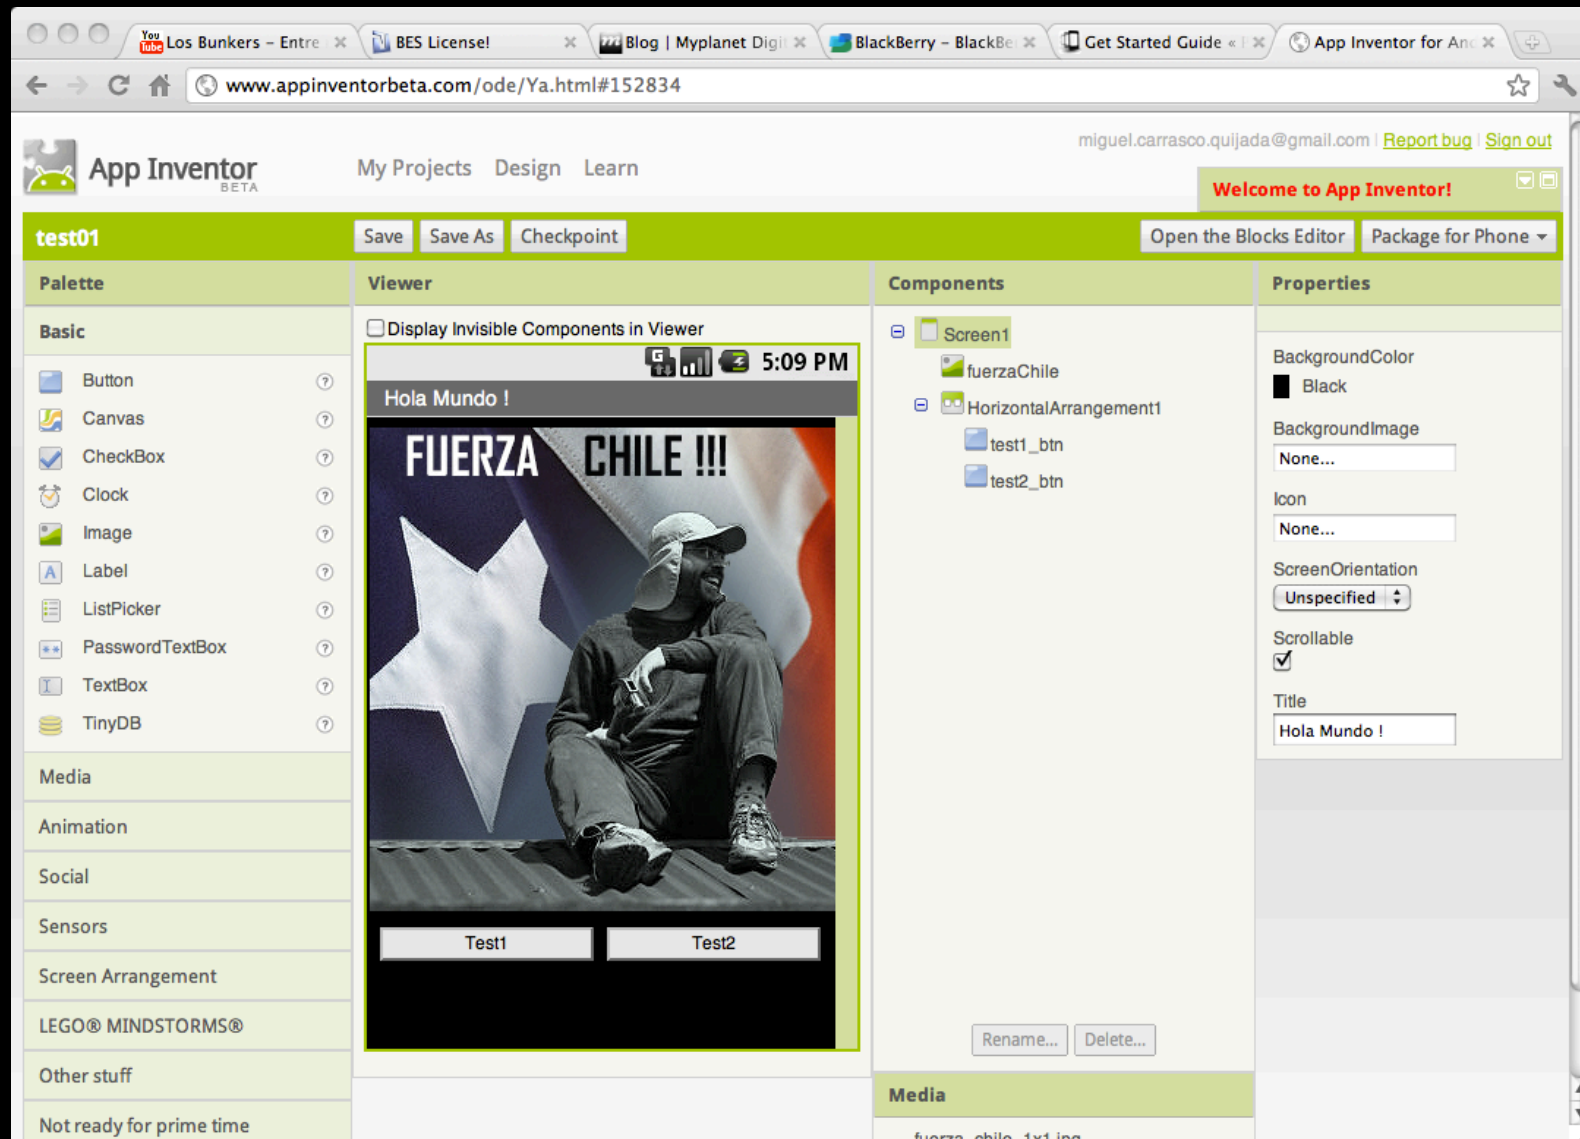 You Tube Los Bunkers – Entre
BES License!
Blog | Myplanet Digi
BlackBerry – BlackBe
Get Started Guide «
App Inventor for And
www.appinventorbeta.com/ode/Ya.html#152834
miguel.carrasco.quijada@gmail.com | Report bug | Sign out
App Inventor
BETA
My Projects Design Learn
Welcome to App Inventor!
test01
Save Save As Checkpoint
Open the Blocks Editor Package for Phone
Palette
Basic
Button ?
Canvas ?
CheckBox ?
Clock ?
Image ?
Label ?
ListPicker ?
PasswordTextBox ?
TextBox ?
TinyDB ?
Media
Animation
Social
Sensors
Screen Arrangement
LEGO® MINDSTORMS®
Other stuff
Not ready for prime time
Viewer
Display Invisible Components in Viewer
G 5:09 PM
Hola Mundo !
FUERZA CHILE !!!
Test1 Test2
Components
Screen1
fuerzaChile
HorizontalArrangement1
test1_btn
test2_btn
Rename... Delete...
Media
fuerza_chile_1x1.jpg
Properties
BackgroundColor
Black
BackgroundImage
None...
Icon
None...
ScreenOrientation
Unspecified
Scrollable
Title
Hola Mundo !